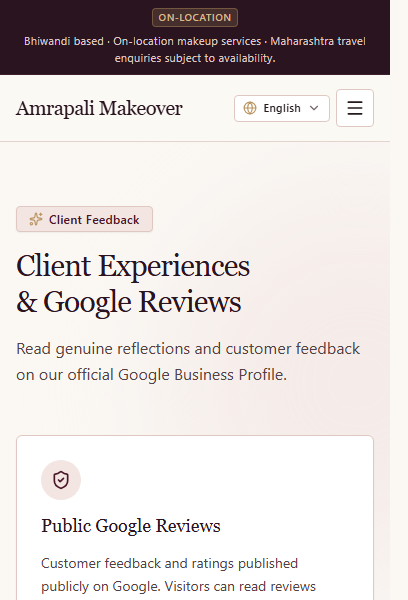 ON-LOCATION
Bhiwandi based · On-location makeup services · Maharashtra travel
enquiries subject to availability.
Amrapali Makeover
English
Client Feedback
Client Experiences
& Google Reviews
Read genuine reflections and customer feedback
on our official Google Business Profile.
Public Google Reviews
Customer feedback and ratings published
publicly on Google. Visitors can read reviews